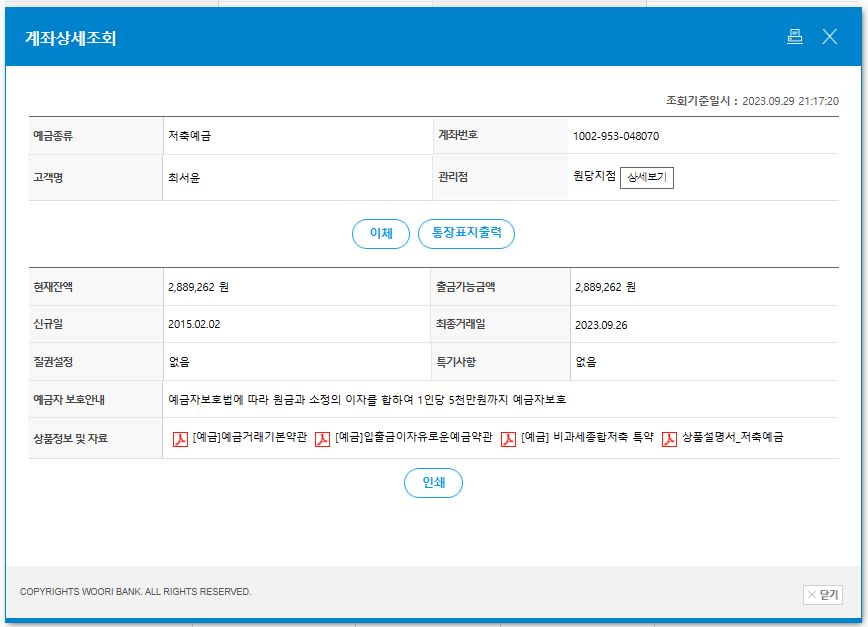 계좌상세조회
조회기준일시 : 2023.09.29 21:17:20
예금종류 저축예금 계좌번호 1002-953-048070
고객명 최서윤 관리점 원당지점 상세보기
이체 통장표지출력
현재잔액 2,889,262 원 출금가능금액 2,889,262 원
신규일 2015.02.02 최종거래일 2023.09.26
질권설정 없음 특기사항 없음
예금자 보호안내 예금자보호법에 따라 원금과 소정의 이자를 합하여 1인당 5천만원까지 예금자보호
상품정보 및 자료 [예금]예금거래기본약관 [예금]입출금이자유로운예금약관 [예금] 비과세종합저축 특약 상품설명서_저축예금
인쇄
COPYRIGHTS WOORI BANK. ALL RIGHTS RESERVED.
닫기